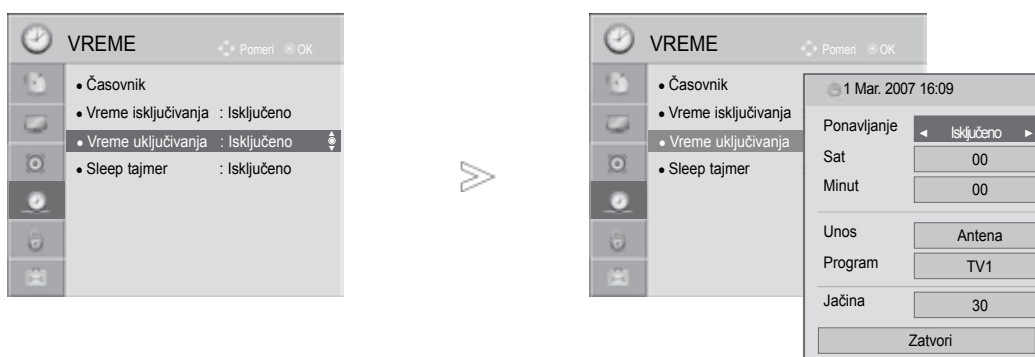 VREME Pomeri OK
• Časovnik
• Vreme isključivanja : Isključeno
• Vreme uključivanja : Isključeno
• Sleep tajmer : Isključeno
VREME Pomeri OK
• Časovnik
• Vreme isključivanja :
• Vreme uključivanja
• Sleep tajmer :
1 Mar. 2007 16:09
Ponavljanje ◄ Isključeno ►
Sat 00
Minut 00
Unos Antena
Program TV1
Jačina 30
Zatvori